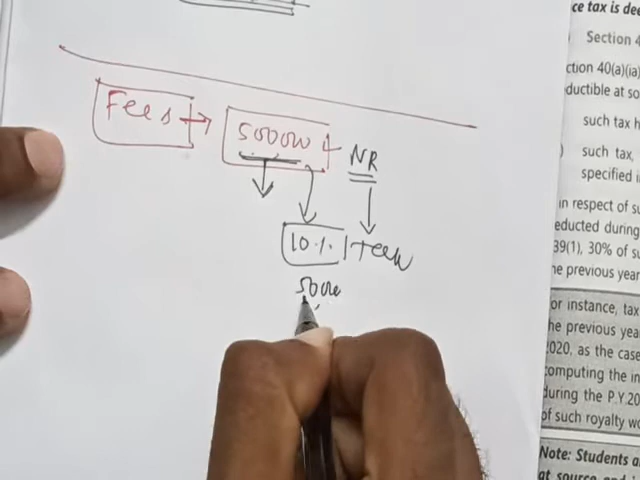 Fees → 50000
NR
10%
5000
ce tax is dee
Section 4
ction 40(a)(ia)
ductible at so
such tax h
) such tax,
specified i
in respect of su
educted during
39(1), 30% of su
he previous year
or instance, tax
he previous yea
2020, as the case
computing the in
during the P.Y.20
of such royalty wo
Note: Students a
at source and